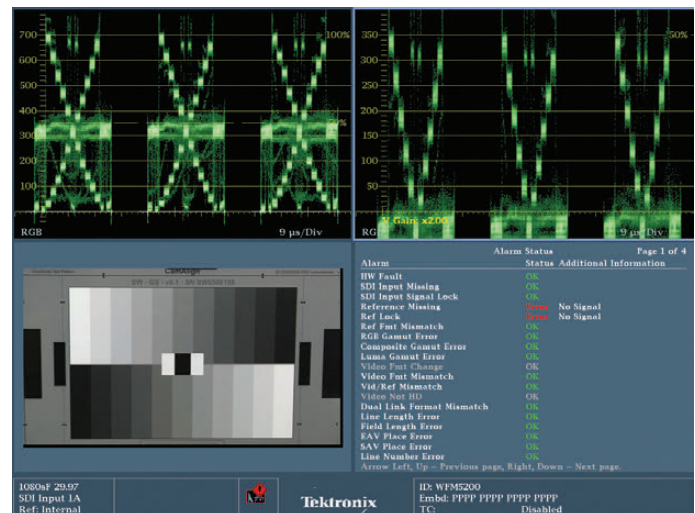 700
600
500
400
300
200
100
100%
RGB
9 µs/Div
350
300
250
200
150
100
50
50%
V Gain: x2.00
9 µs/Div
Alarm Status Page 1 of 4
Alarm Status Additional Information
HW Fault OK
SDI Input Missing OK
SDI Input Signal Lock OK
Reference Missing Error No Signal
Ref Lock Error No Signal
Ref Fmt Mismatch OK
RGB Gamut Error OK
Composite Gamut Error OK
Luma Gamut Error OK
Video Fmt Change OK
Video Fmt Mismatch OK
Vid/Ref Mismatch OK
Video Not HD OK
Dual Link Format Mismatch OK
Line Length Error OK
Field Length Error OK
EAV Place Error OK
SAV Place Error OK
Line Number Error OK
Arrow Left, Up - Previous page, Right, Down - Next page.
1080sF 29.97
SDI Input 1A
Ref: Internal
Tektronix
ID: WFM5200
Embd: PPPP PPPP PPPP PPPP
TC: Disabled